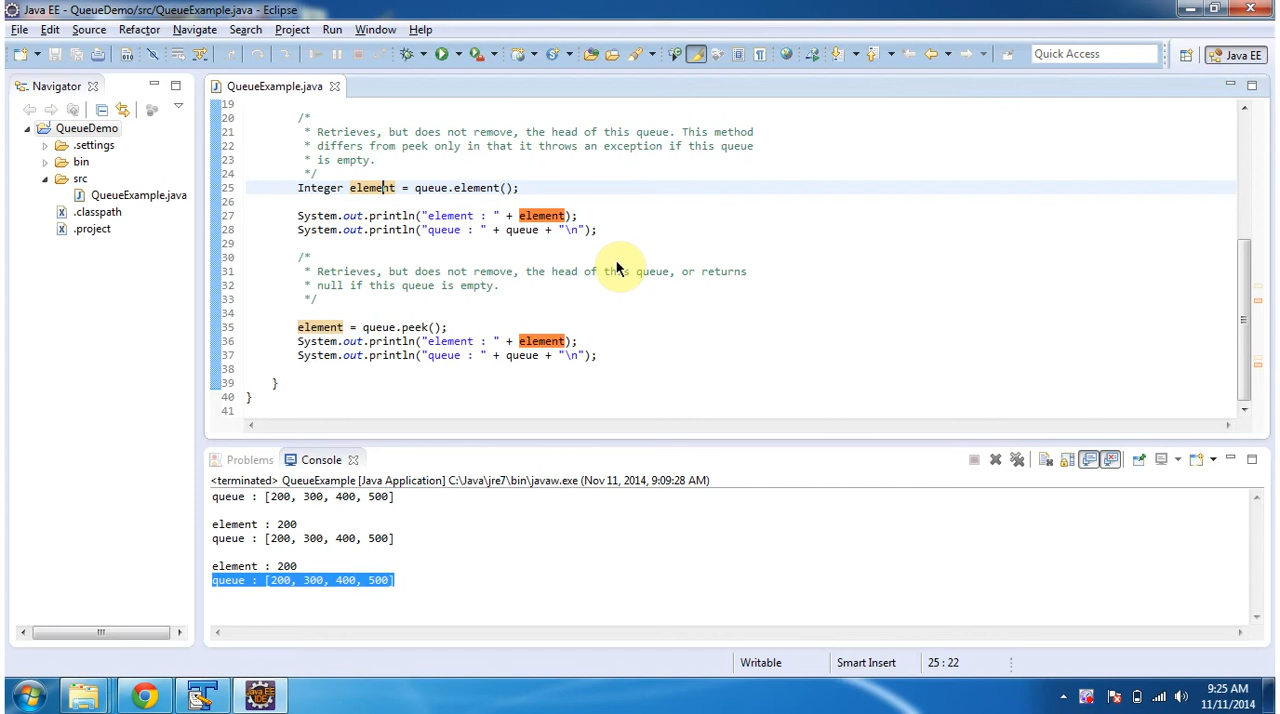 Java EE - QueueDemo/src/QueueExample.java - Eclipse
File Edit Source Refactor Navigate Search Project Run Window Help
Quick Access
Java EE
Navigator
QueueExample.java
QueueDemo
.settings
bin
src
QueueExample.java
.classpath
.project
19
20 /*
21 * Retrieves, but does not remove, the head of this queue. This method
22 * differs from peek only in that it throws an exception if this queue
23 * is empty.
24 */
25 Integer element = queue.element();
26
27 System.out.println("element : " + element);
28 System.out.println("queue : " + queue + "\n");
29
30 /*
31 * Retrieves, but does not remove, the head of this queue, or returns
32 * null if this queue is empty.
33 */
34
35 element = queue.peek();
36 System.out.println("element : " + element);
37 System.out.println("queue : " + queue + "\n");
38
39 }
40 }
41
Problems Console
<terminated> QueueExample [Java Application] C:\Java\jre7\bin\javaw.exe (Nov 11, 2014, 9:09:28 AM)
queue : [200, 300, 400, 500]
element : 200
queue : [200, 300, 400, 500]
element : 200
queue : [200, 300, 400, 500]
Writable Smart Insert 25 : 22
Java EE
IDE
9:25 AM
11/11/2014